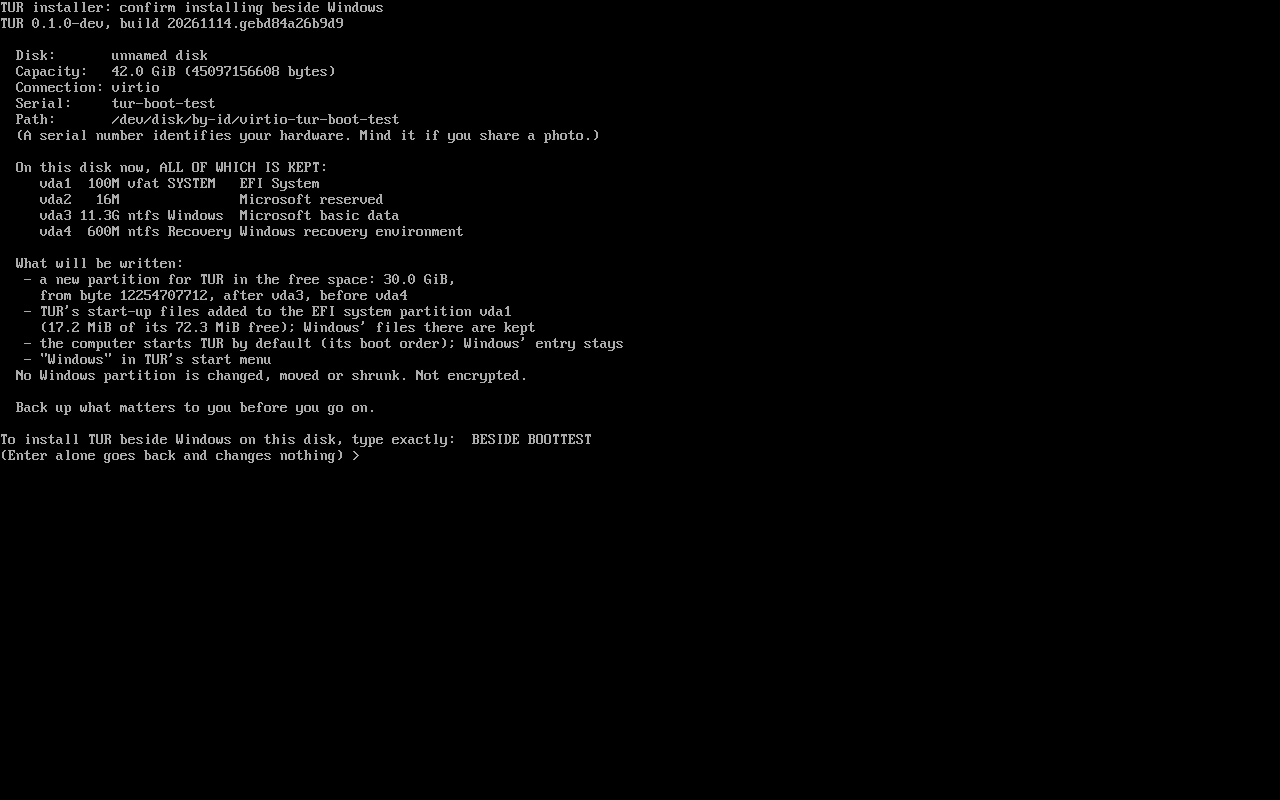 TUR installer: confirm installing beside Windows
TUR 0.1.0-dev, build 20261114.gebd84a26b9d9
Disk:       unnamed disk
Capacity:   42.0 GiB (45097156608 bytes)
Connection: virtio
Serial:     tur-boot-test
Path:       /dev/disk/by-id/virtio-tur-boot-test
(A serial number identifies your hardware. Mind it if you share a photo.)
On this disk now, ALL OF WHICH IS KEPT:
vda1  100M vfat SYSTEM   EFI System
vda2   16M               Microsoft reserved
vda3 11.3G ntfs Windows  Microsoft basic data
vda4  600M ntfs Recovery Windows recovery environment
What will be written:
- a new partition for TUR in the free space: 30.0 GiB,
from byte 12254707712, after vda3, before vda4
- TUR's start-up files added to the EFI system partition vda1
(17.2 MiB of its 72.3 MiB free); Windows' files there are kept
- the computer starts TUR by default (its boot order); Windows' entry stays
- "Windows" in TUR's start menu
No Windows partition is changed, moved or shrunk. Not encrypted.
Back up what matters to you before you go on.
To install TUR beside Windows on this disk, type exactly:  BESIDE BOOTTEST
(Enter alone goes back and changes nothing) >